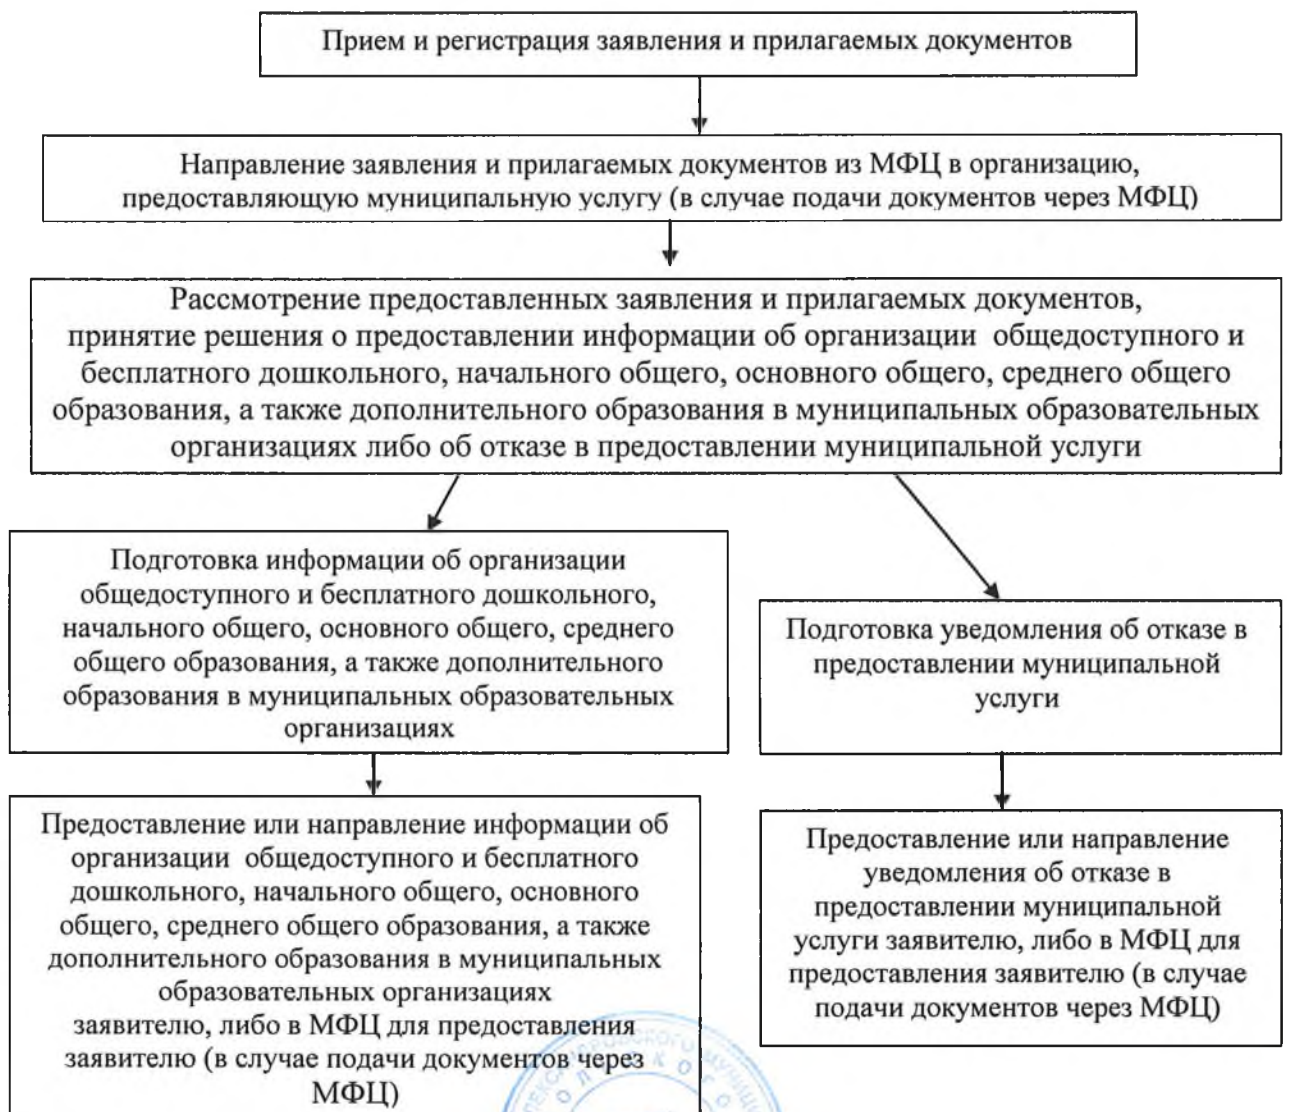 Прием и регистрация заявления и прилагаемых документов
Направление заявления и прилагаемых документов из МФЦ в организацию,
предоставляющую муниципальную услугу (в случае подачи документов через МФЦ)
Рассмотрение предоставленных заявления и прилагаемых документов,
принятие решения о предоставлении информации об организации общедоступного и
бесплатного дошкольного, начального общего, основного общего, среднего общего
образования, а также дополнительного образования в муниципальных образовательных
организациях либо об отказе в предоставлении муниципальной услуги
Подготовка информации об организации
общедоступного и бесплатного дошкольного,
начального общего, основного общего, среднего
общего образования, а также дополнительного
образования в муниципальных образовательных
организациях
Подготовка уведомления об отказе в
предоставлении муниципальной
услуги
Предоставление или направление информации об
организации общедоступного и бесплатного
дошкольного, начального общего, основного
общего, среднего общего образования, а также
дополнительного образования в муниципальных
образовательных организациях
заявителю, либо в МФЦ для предоставления
заявителю (в случае подачи документов через
МФЦ)
Предоставление или направление
уведомления об отказе в
предоставлении муниципальной
услуги заявителю, либо в МФЦ для
предоставления заявителю (в случае
подачи документов через МФЦ)